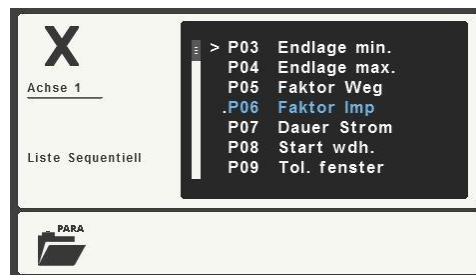 X
Achse 1
Liste Sequentiell
> P03 Endlage min.
P04 Endlage max.
P05 Faktor Weg
.P06 Faktor Imp
P07 Dauer Strom
P08 Start wdh.
P09 Tol. fenster
PARA